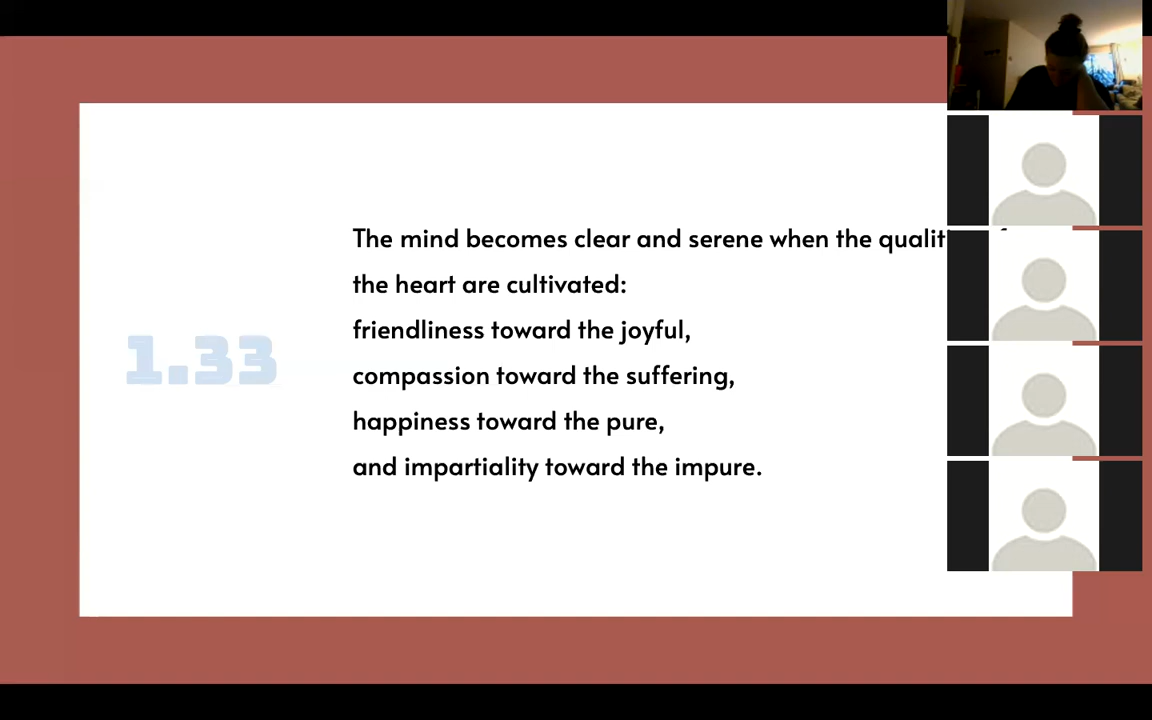 1.33
The mind becomes clear and serene when the
the heart are cultivated:
friendliness toward the joyful,
compassion toward the suffering,
happiness toward the pure,
and impartiality toward the impure.